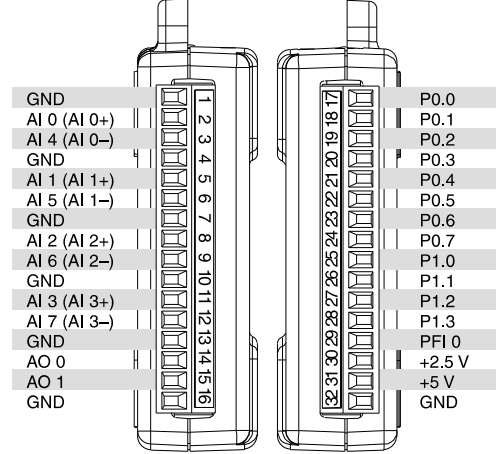 GND 1
AI 0 (AI 0+) 2
AI 4 (AI 0–) 3
GND 4
AI 1 (AI 1+) 5
AI 5 (AI 1–) 6
GND 7
AI 2 (AI 2+) 8
AI 6 (AI 2–) 9
GND 10
AI 3 (AI 3+) 11
AI 7 (AI 3–) 12
GND 13
AO 0 14
AO 1 15
GND 16
17 P0.0
18 P0.1
19 P0.2
20 P0.3
21 P0.4
22 P0.5
23 P0.6
24 P0.7
25 P1.0
26 P1.1
27 P1.2
28 P1.3
29 PFI 0
30 +2.5 V
31 +5 V
32 GND